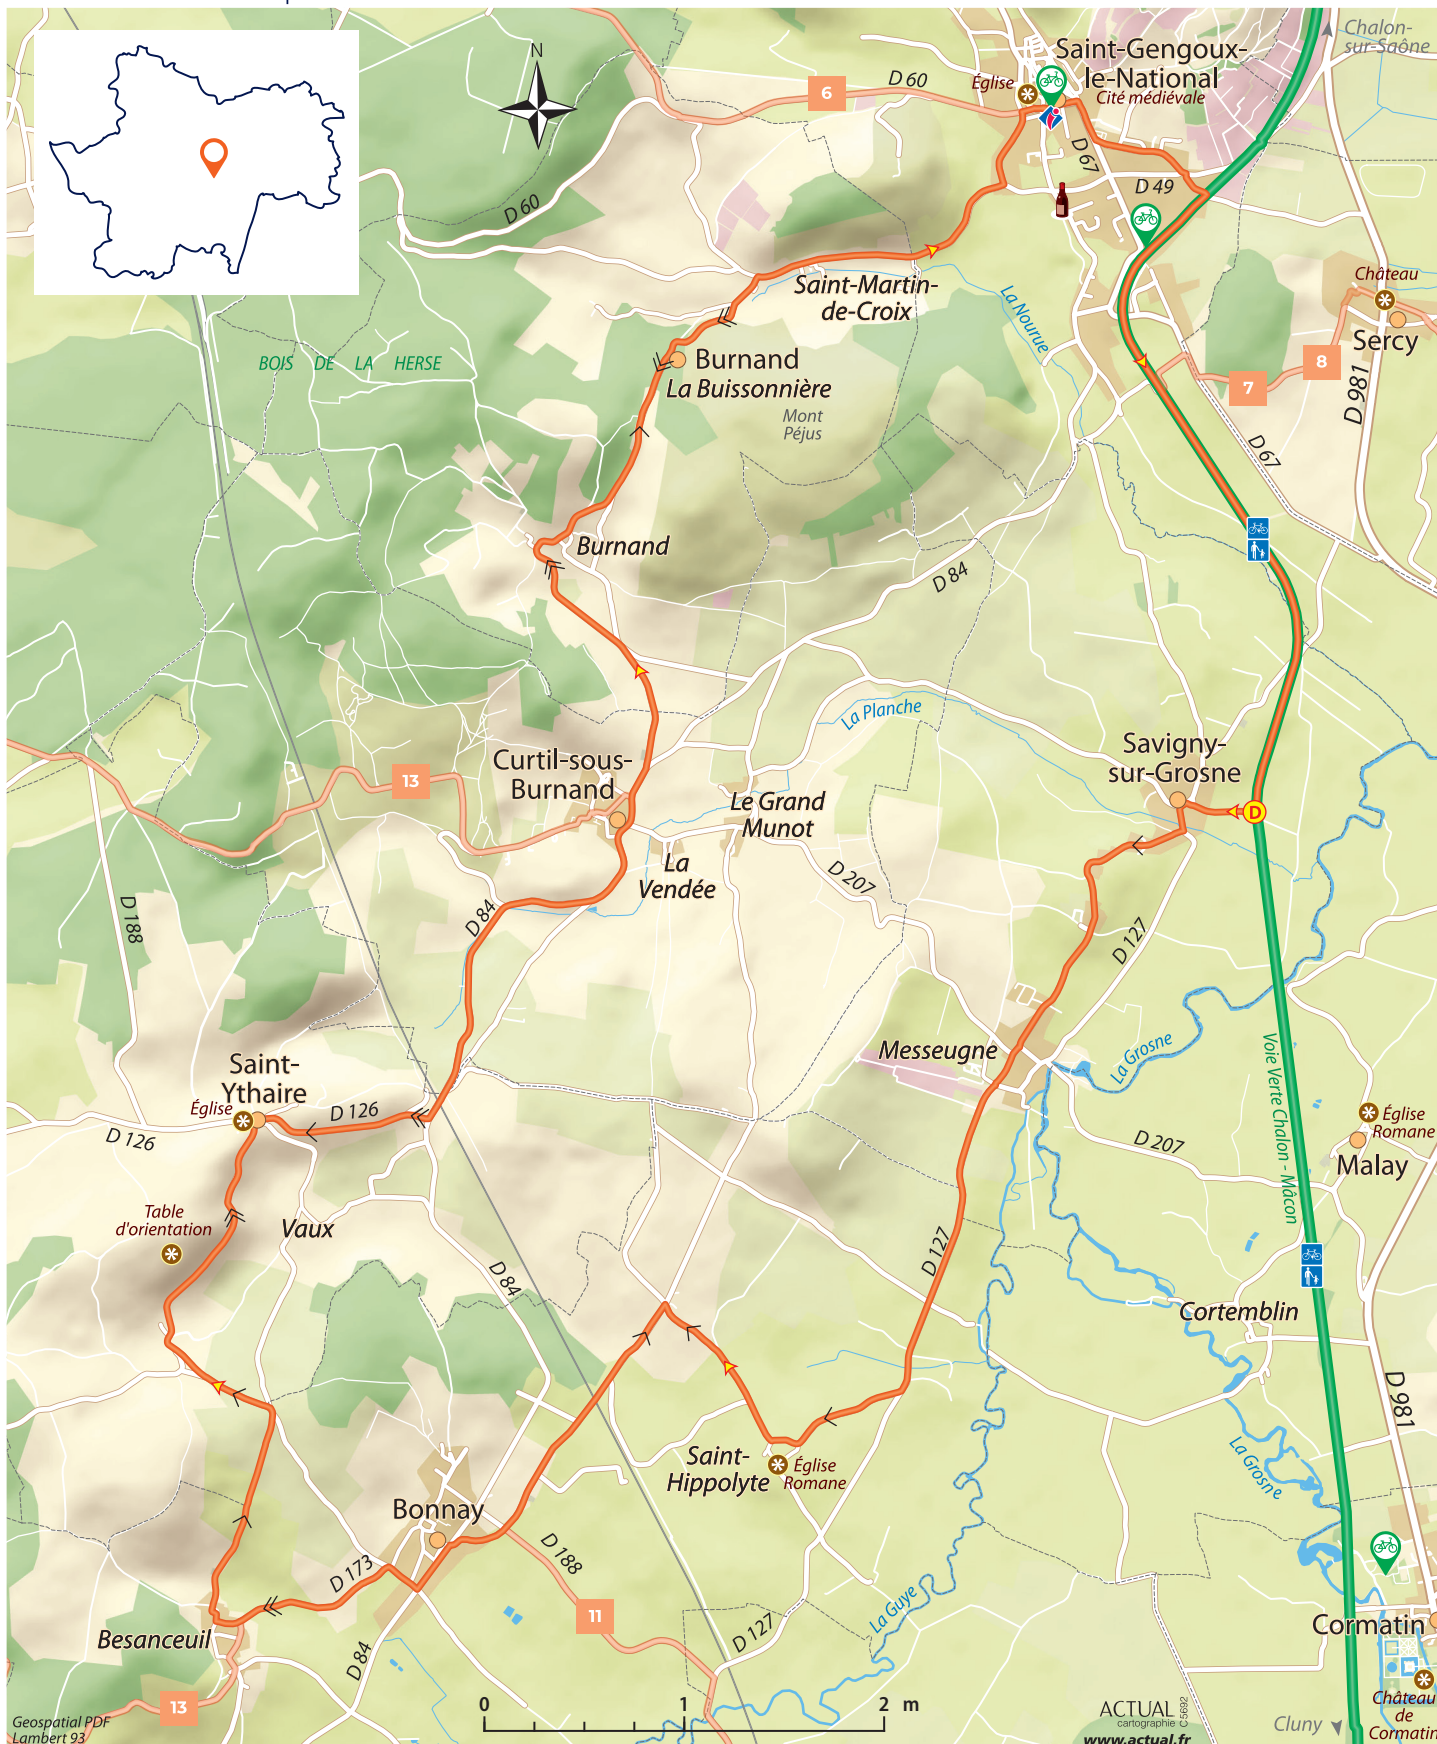 Chalon-
sur-Saône
N
Saint-Gengoux-
le-National
Église
Cité médiévale
6
D 60
D 67
D 49
D 60
Saint-Martin-
de-Croix
La Nourue
Château
Sercy
BOIS DE LA HERSE
Burnand
La Buissonnière
Mont
Péjus
7
8
D 981
D 67
Burnand
D 84
La Planche
Savigny-
sur-Grosne
Curtil-sous-
Burnand
13
Le Grand
Munot
D
La
Vendée
D 207
D 188
D 84
D 127
Messeugne
La Grosne
Voie Verte Chalon - Mâcon
Saint-
Ythaire
Église
D 126
D 126
Église
Romane
Malay
D 207
Table
d'orientation
Vaux
D 84
D 127
Cortemblin
D 981
Saint-
Hippolyte
Église
Romane
La Grosne
Bonnay
D 173
D 188
11
La Guye
D 127
Besanceuil
D 84
Cormatin
13
0 1 2 m
Château
de
Cormatin
Cluny
ACTUAL
cartographie
C5692
www.actual.fr
Geospatial PDF
Lambert 93